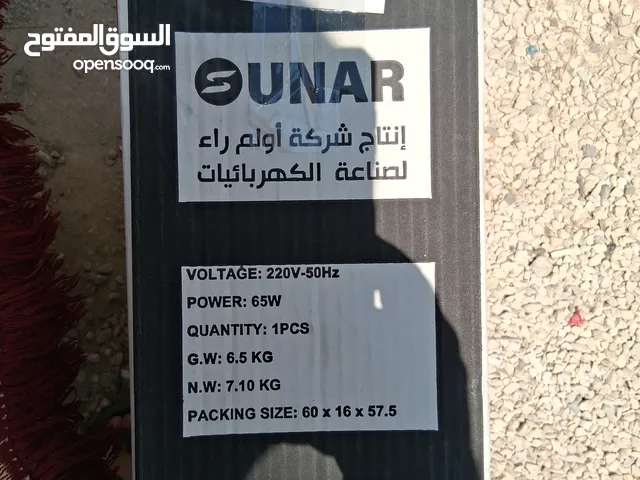 السوق المفتوح
opensooq.com
SUNAR
إنتاج شركة أولم راء
لصناعة الكهربائيات
VOLTAGE: 220V-50Hz
POWER: 65W
QUANTITY: 1PCS
G.W: 6.5 KG
N.W: 7.10 KG
PACKING SIZE: 60 x 16 x 57.5